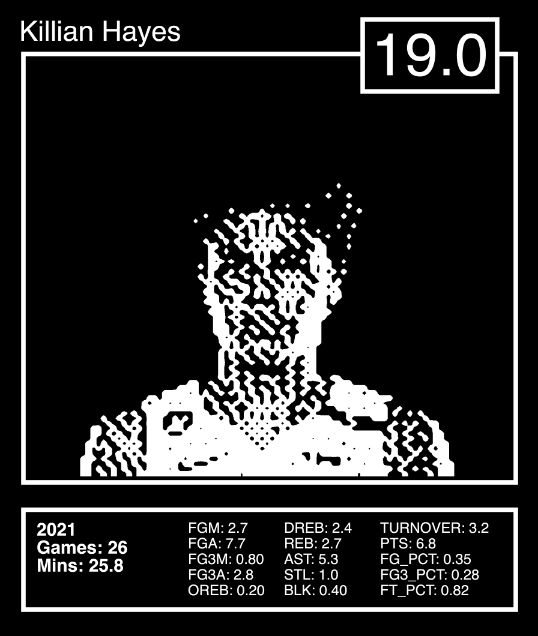 Killian Hayes
19.0
2021
Games: 26
Mins: 25.8
FGM: 2.7
FGA: 7.7
FG3M: 0.80
FG3A: 2.8
OREB: 0.20
DREB: 2.4
REB: 2.7
AST: 5.3
STL: 1.0
BLK: 0.40
TURNOVER: 3.2
PTS: 6.8
FG_PCT: 0.35
FG3_PCT: 0.28
FT_PCT: 0.82